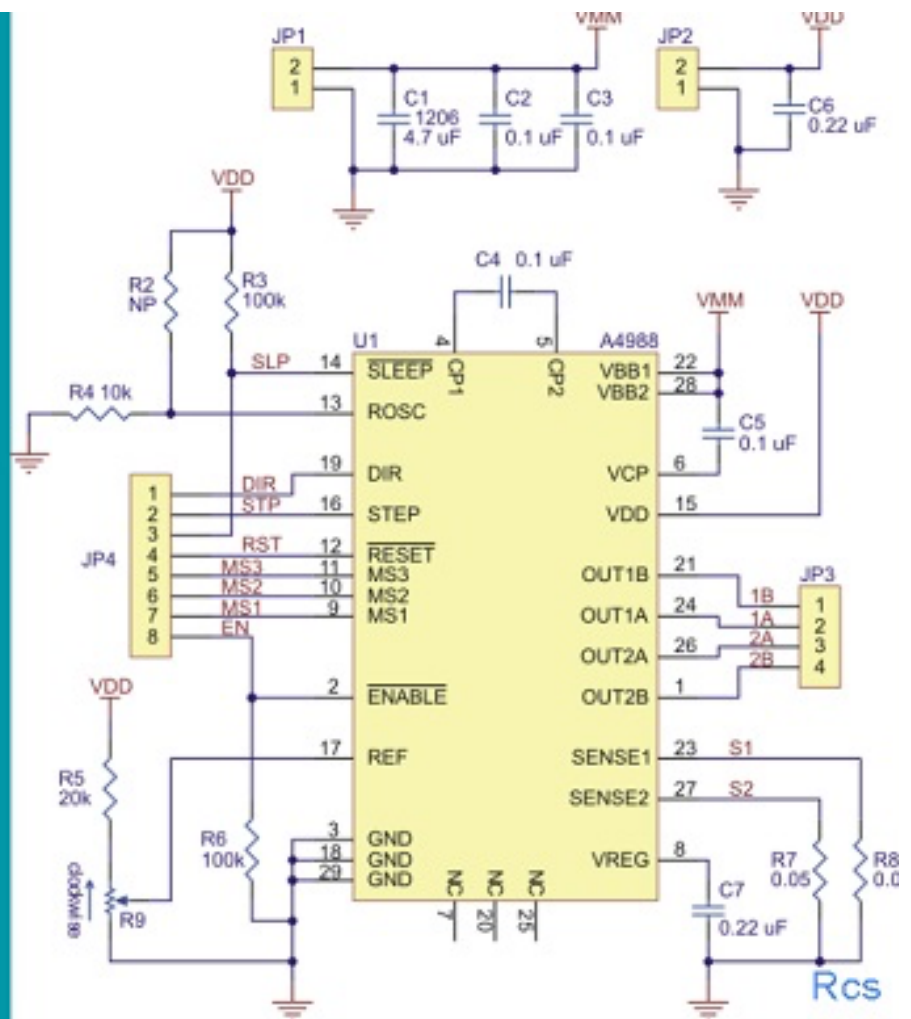 VMM
VDD
JP1
JP2
2
1
2
1
C1
1206
4.7 uF
C2
0.1 uF
C3
0.1 uF
C6
0.22 uF
VDD
R2
NP
R3
100k
C4 0.1 uF
VMM
VDD
U1
A4988
4
5
CP1
CP2
SLP
14
SLEEP
R4 10k
13
ROSC
VBB1
22
VBB2
28
C5
0.1 uF
19
DIR
VCP
6
JP4
1
DIR
2
STP
16
STEP
VDD
15
3
4
RST
12
RESET
5
MS3
11
MS3
6
MS2
10
MS2
7
MS1
9
MS1
8
EN
OUT1B
21
OUT1A
24
OUT2A
26
OUT2B
1
JP3
1B
1
1A
2
2A
3
2B
4
VDD
2
ENABLE
17
REF
R5
20k
SENSE1
23
S1
SENSE2
27
S2
R6
100k
3
GND
18
GND
29
GND
VREG
8
R7
0.05
R8
0.0
clockwise
R9
NC
NC
NC
7
20
25
C7
0.22 uF
Rcs